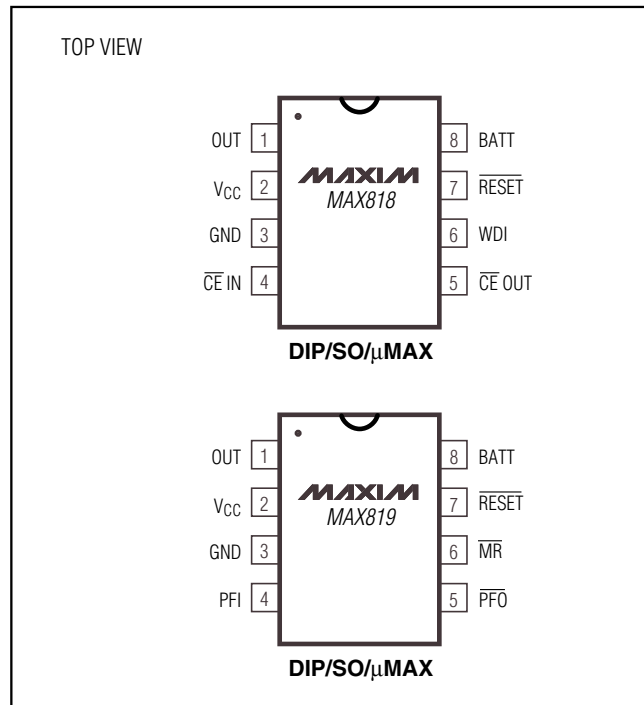 TOP VIEW
OUT 1 8 BATT
VCC 2 MAXIM 7 RESET
MAX818
GND 3 6 WDI
CE IN 4 5 CE OUT
DIP/SO/μMAX
OUT 1 8 BATT
VCC 2 MAXIM 7 RESET
MAX819
GND 3 6 MR
PFI 4 5 PFO
DIP/SO/μMAX